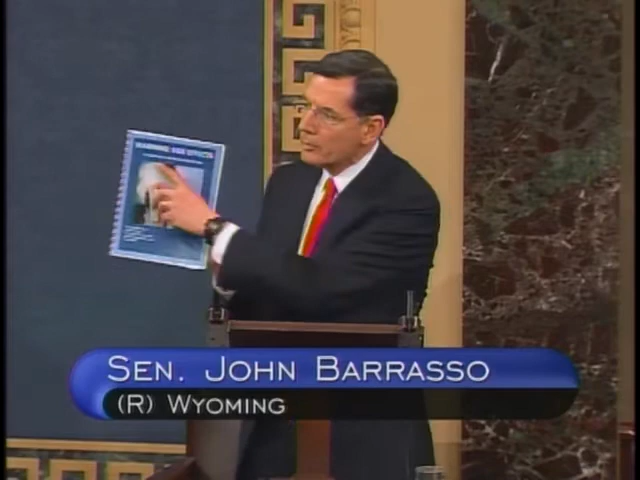 WARNING: SIDE EFFECTS
SEN. JOHN BARRASSO
(R) WYOMING